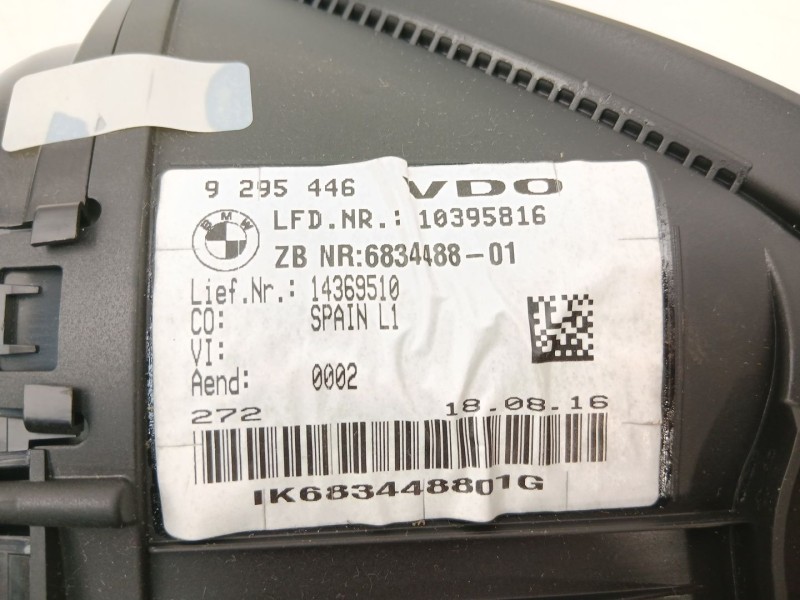 9 295 446 VDO
BMW
LFD.NR.: 10395816
ZB NR:6834488-01
Lief.Nr.: 14369510
CO: SPAIN L1
VI:
Aend: 0002
272 18.08.16
IK683448801G